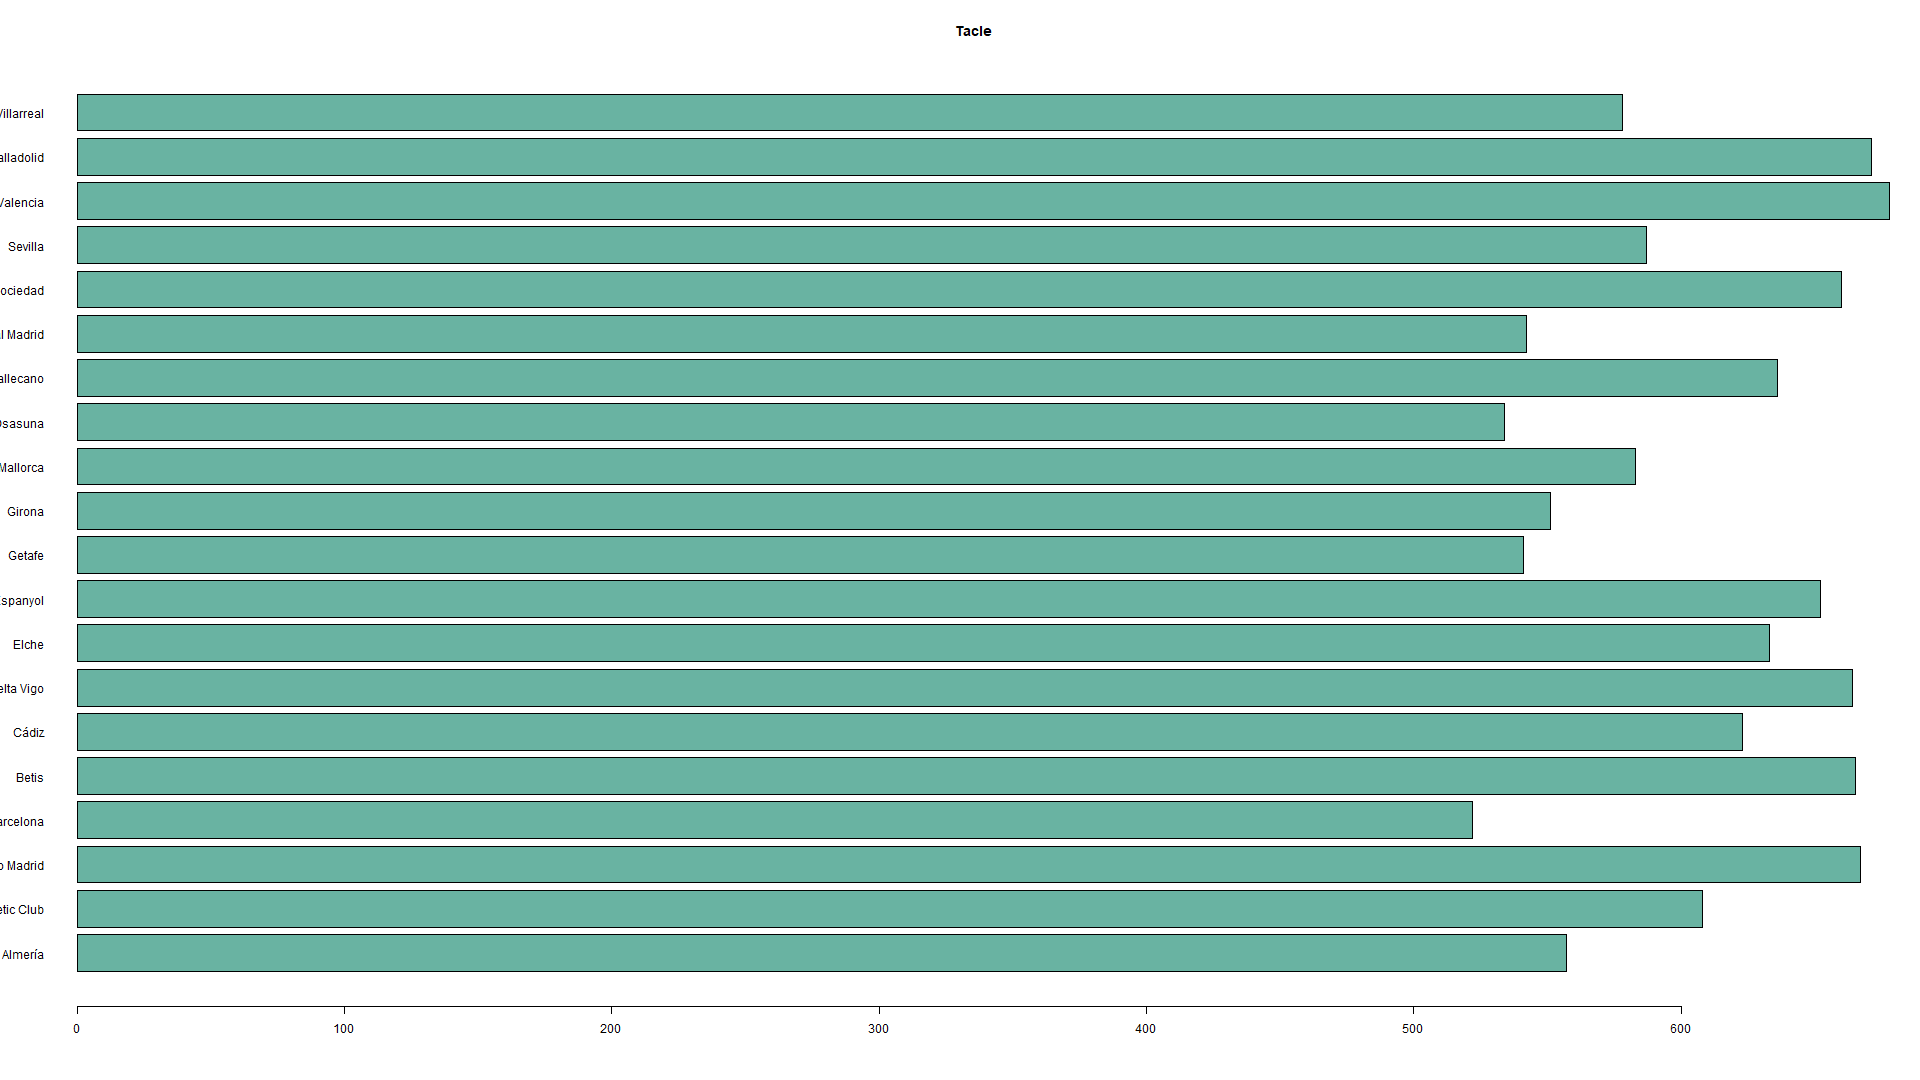 Tacle
Villarreal
alladolid
Valencia
Sevilla
ociedad
l Madrid
allecano
Osasuna
Mallorca
Girona
Getafe
Espanyol
Elche
elta Vigo
Cádiz
Betis
arcelona
o Madrid
etic Club
Almería
0 100 200 300 400 500 600